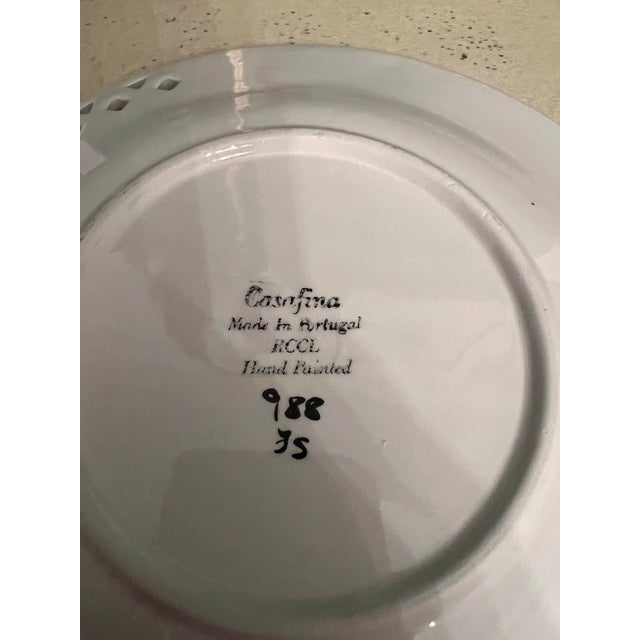 Casafina
Made In Portugal
RCCL
Hand Painted
988
JS